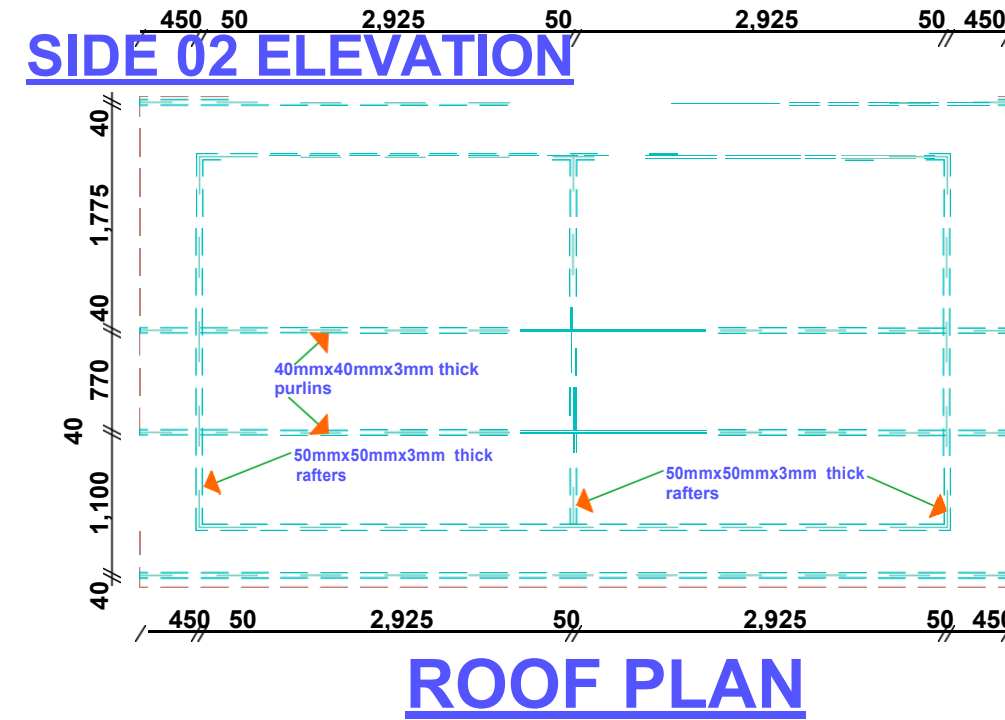 450 50 2,925 50 2,925 50 450
SIDE 02 ELEVATION
40
1,775
40
770
40
1,100
40
40mmx40mmx3mm thick
purlins
50mmx50mmx3mm thick
rafters
50mmx50mmx3mm thick
rafters
450 50 2,925 50 2,925 50 450
ROOF PLAN